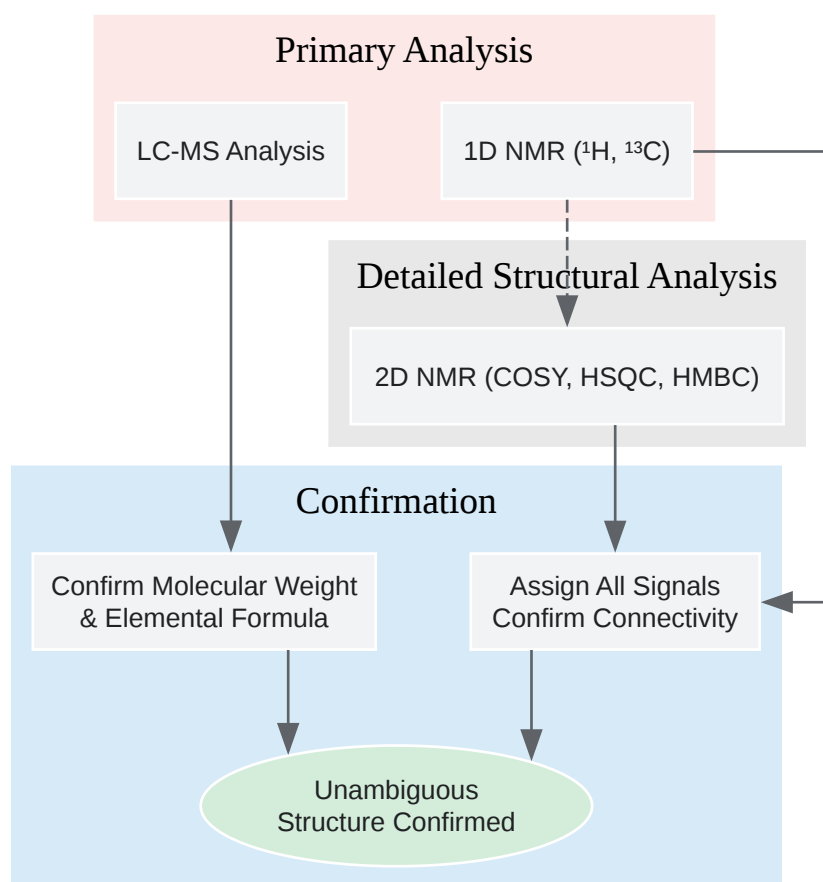 Primary Analysis
LC-MS Analysis
1D NMR (¹H, ¹³C)
Detailed Structural Analysis
2D NMR (COSY, HSQC, HMBC)
Confirmation
Confirm Molecular Weight
& Elemental Formula
Assign All Signals
Confirm Connectivity
Unambiguous
Structure Confirmed